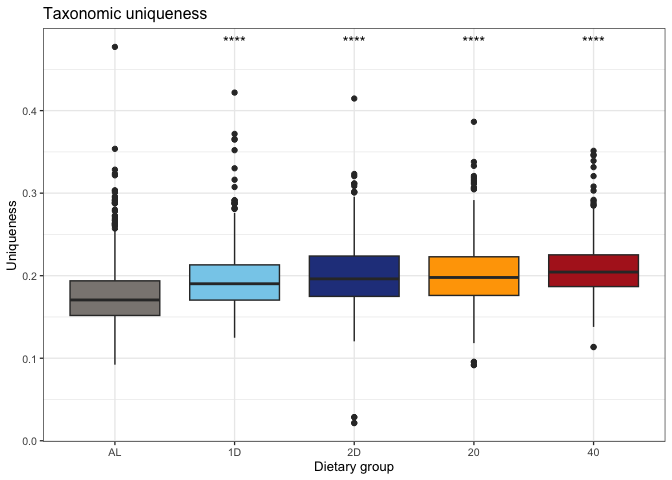 Taxonomic uniqueness
**** **** **** ****
Uniqueness
0.4
0.3
0.2
0.1
0.0
AL 1D 2D 20 40
Dietary group